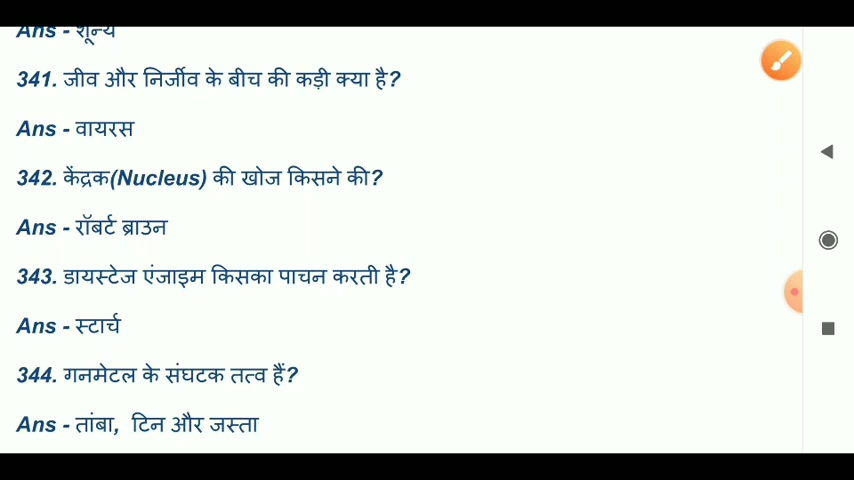 Ans - शून्य
341. जीव और निर्जीव के बीच की कड़ी क्या है?
Ans - वायरस
342. केंद्रक(Nucleus) की खोज किसने की?
Ans - रॉबर्ट ब्राउन
343. डायस्टेज एंजाइम किसका पाचन करती है?
Ans - स्टार्च
344. गनमेटल के संघटक तत्व हैं?
Ans - तांबा, टिन और जस्ता